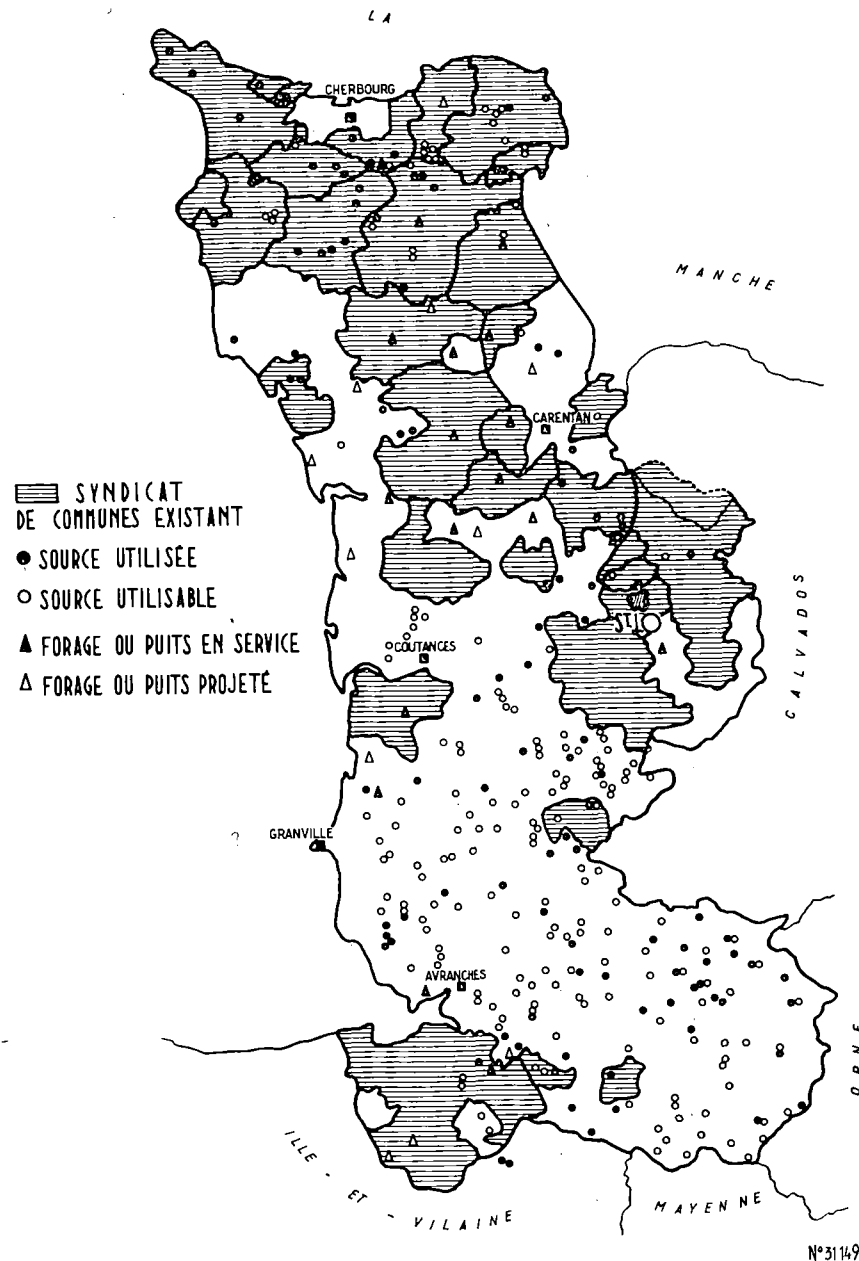 LA
CHERBOURG
MANCHE
CARENTAN
SYNDICAT
DE COMMUNES EXISTANT
SOURCE UTILISÉE
SOURCE UTILISABLE
FORAGE OU PUITS EN SERVICE
FORAGE OU PUITS PROJETÉ
COUTANCES
CALVADOS
GRANVILLE
AVRANCHES
ORNE
ILLE - ET - VILAINE
MAYENNE
N°31149